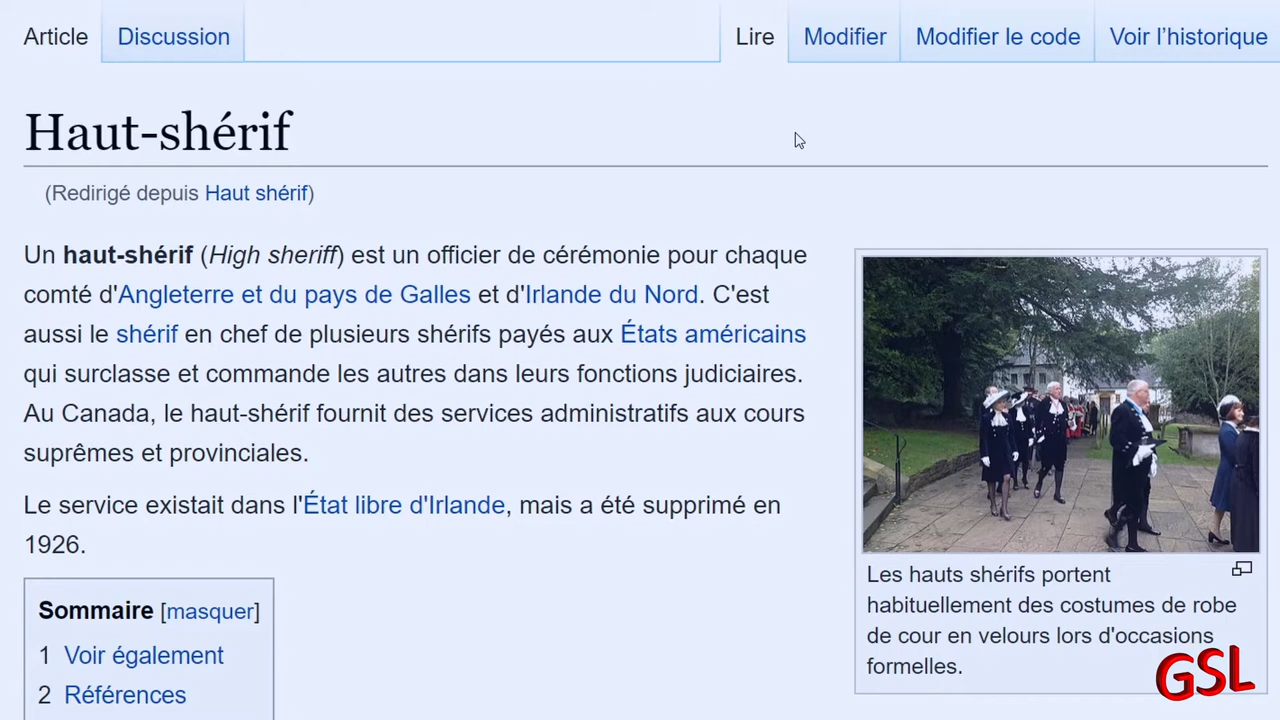 Article Discussion Lire Modifier Modifier le code Voir l’historique
Haut-shérif
(Redirigé depuis Haut shérif)
Un haut-shérif (High sheriff) est un officier de cérémonie pour chaque
comté d'Angleterre et du pays de Galles et d'Irlande du Nord. C'est
aussi le shérif en chef de plusieurs shérifs payés aux États américains
qui surclasse et commande les autres dans leurs fonctions judiciaires.
Au Canada, le haut-shérif fournit des services administratifs aux cours
suprêmes et provinciales.
Le service existait dans l'État libre d'Irlande, mais a été supprimé en
1926.
Sommaire [masquer]
1 Voir également
2 Références
Les hauts shérifs portent
habituellement des costumes de robe
de cour en velours lors d'occasions
formelles.
GSL